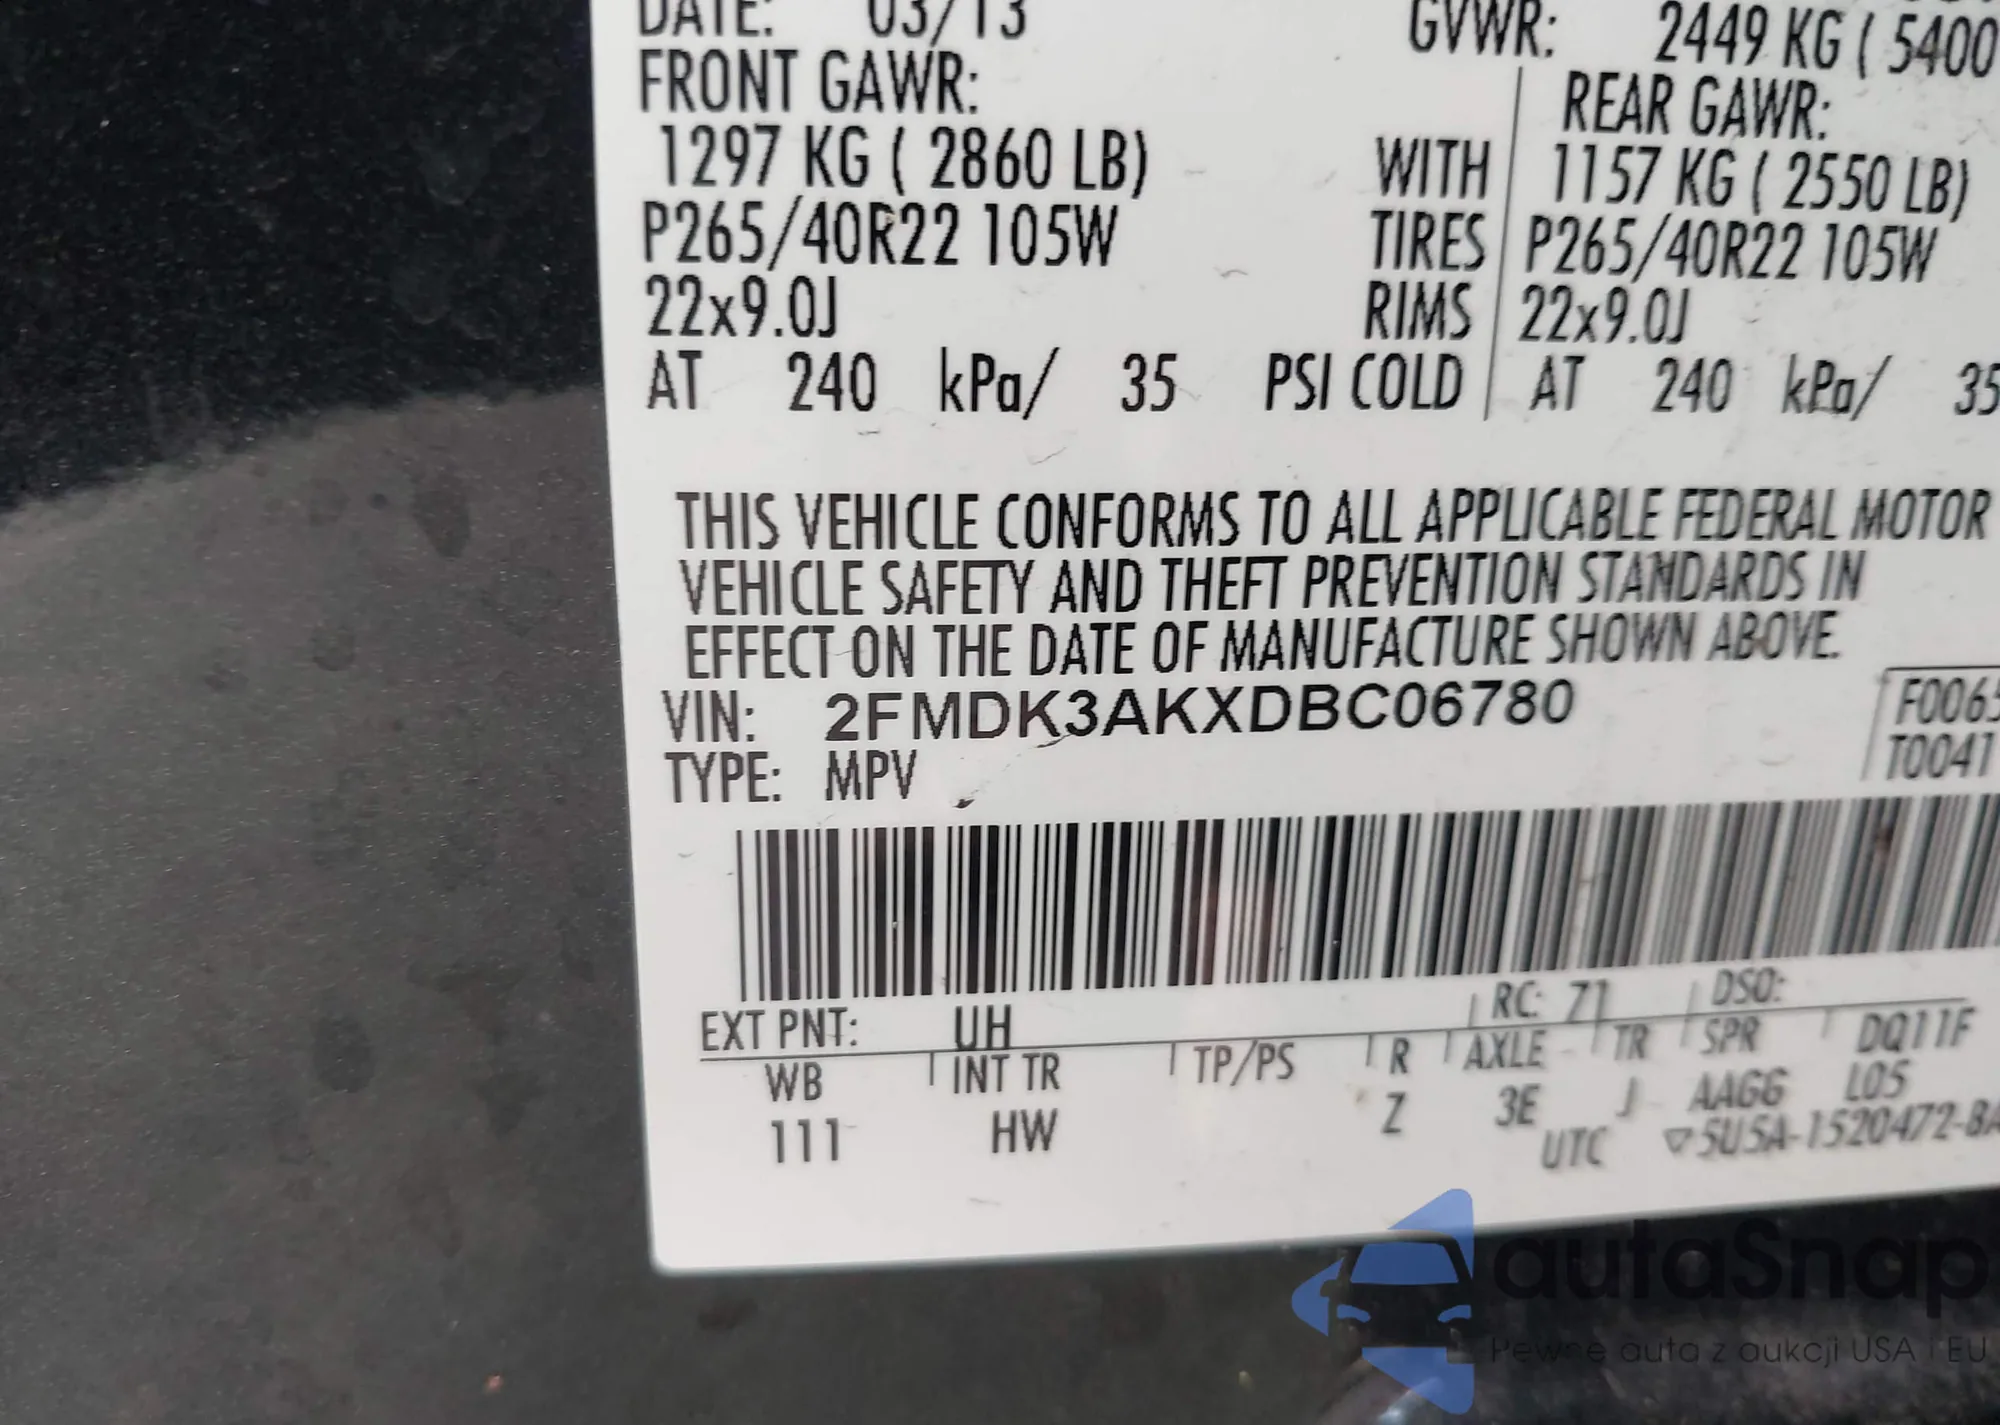 DATE: 03/13 GVWR: 2449 KG ( 5400
FRONT GAWR: REAR GAWR:
1297 KG ( 2860 LB) WITH 1157 KG ( 2550 LB)
P265/40R22 105W TIRES P265/40R22 105W
22x9.0J RIMS 22x9.0J
AT 240 kPa/ 35 PSI COLD AT 240 kPa/ 35
THIS VEHICLE CONFORMS TO ALL APPLICABLE FEDERAL MOTOR
VEHICLE SAFETY AND THEFT PREVENTION STANDARDS IN
EFFECT ON THE DATE OF MANUFACTURE SHOWN ABOVE.
VIN: 2FMDK3AKXDBC06780 F0065
TYPE: MPV T0041
EXT PNT: UH RC: 71 DSO:
WB INT TR TP/PS R AXLE TR SPR DQ11F
111 HW Z 3E J AAGG L05
UTC ▽5U5A-1520472-BA
autoSnap
Pewne auta z aukcji USA i EU